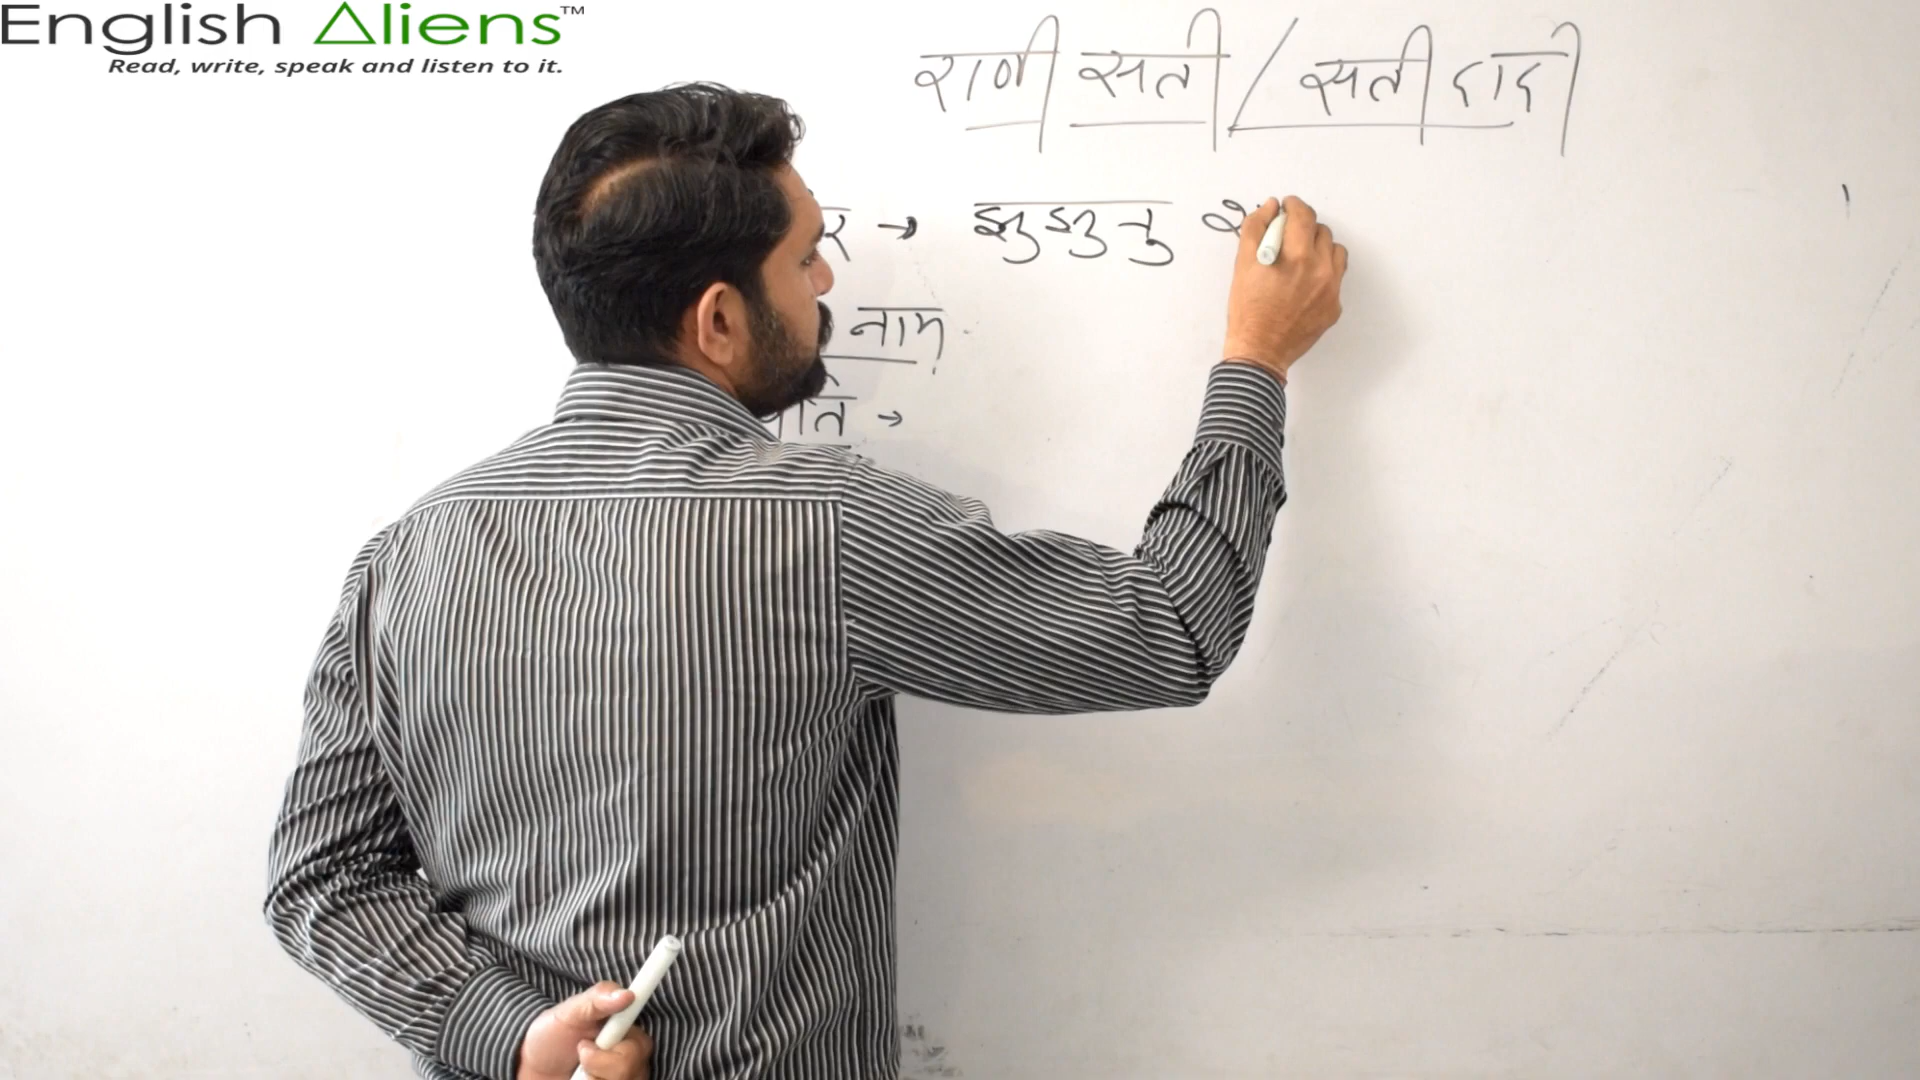 English Aliens™
Read, write, speak and listen to it.
राणी सती / सती दादी
→ झुझुनु
नाम
→